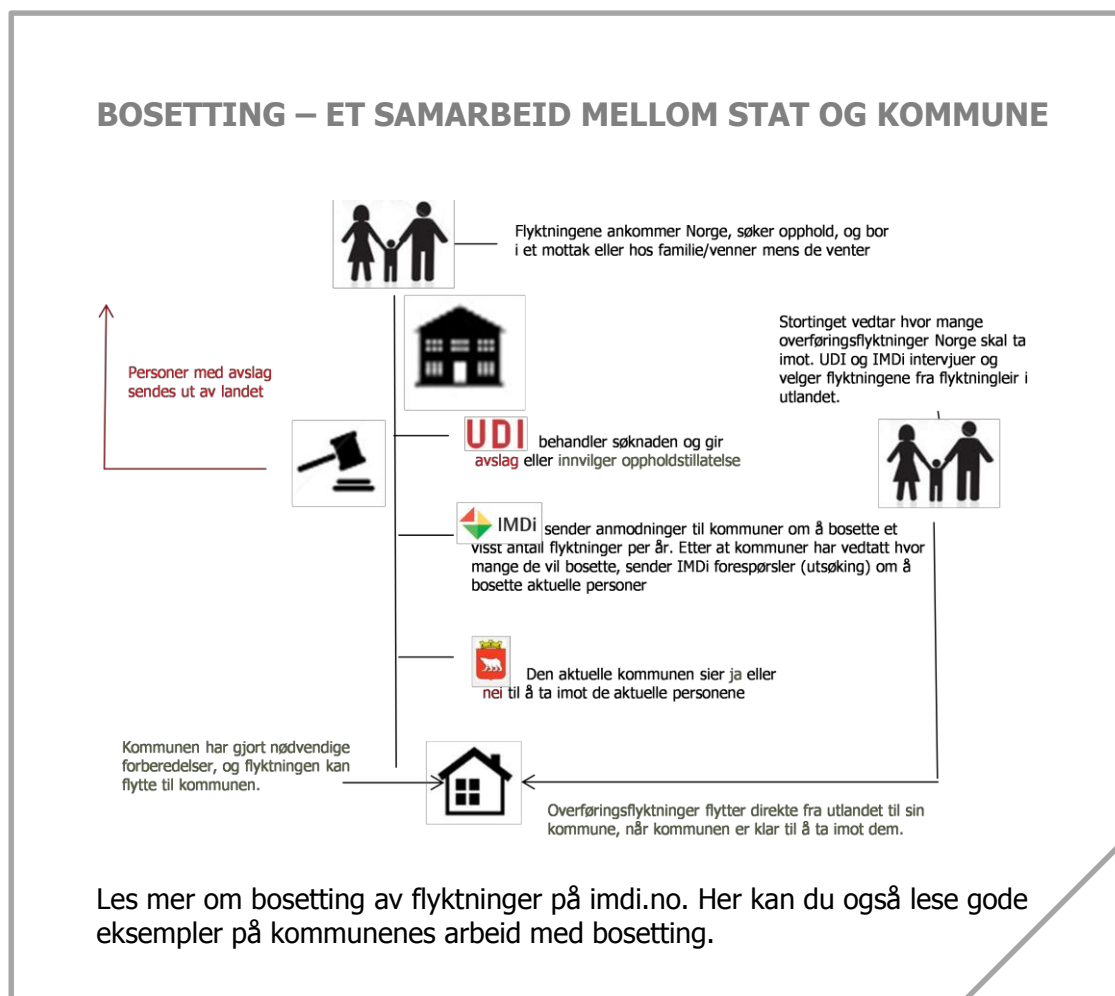 BOSETTING – ET SAMARBEID MELLOM STAT OG KOMMUNE
Flyktningene ankommer Norge, søker opphold, og bor
i et mottak eller hos familie/venner mens de venter
Stortinget vedtar hvor mange
overføringsflyktninger Norge skal ta
imot. UDI og IMDi intervjuer og
velger flyktningene fra flyktningleir i
utlandet.
Personer med avslag
sendes ut av landet
UDI behandler søknaden og gir
avslag eller innvilger oppholdstillatelse
IMDi sender anmodninger til kommuner om å bosette et
visst antall flyktninger per år. Etter at kommuner har vedtatt hvor
mange de vil bosette, sender IMDi forespørsler (utsøking) om å
bosette aktuelle personer
Den aktuelle kommunen sier ja eller
nei til å ta imot de aktuelle personene
Kommunen har gjort nødvendige
forberedelser, og flyktningen kan
flytte til kommunen.
Overføringsflyktninger flytter direkte fra utlandet til sin
kommune, når kommunen er klar til å ta imot dem.
Les mer om bosetting av flyktninger på imdi.no. Her kan du også lese gode
eksempler på kommunenes arbeid med bosetting.